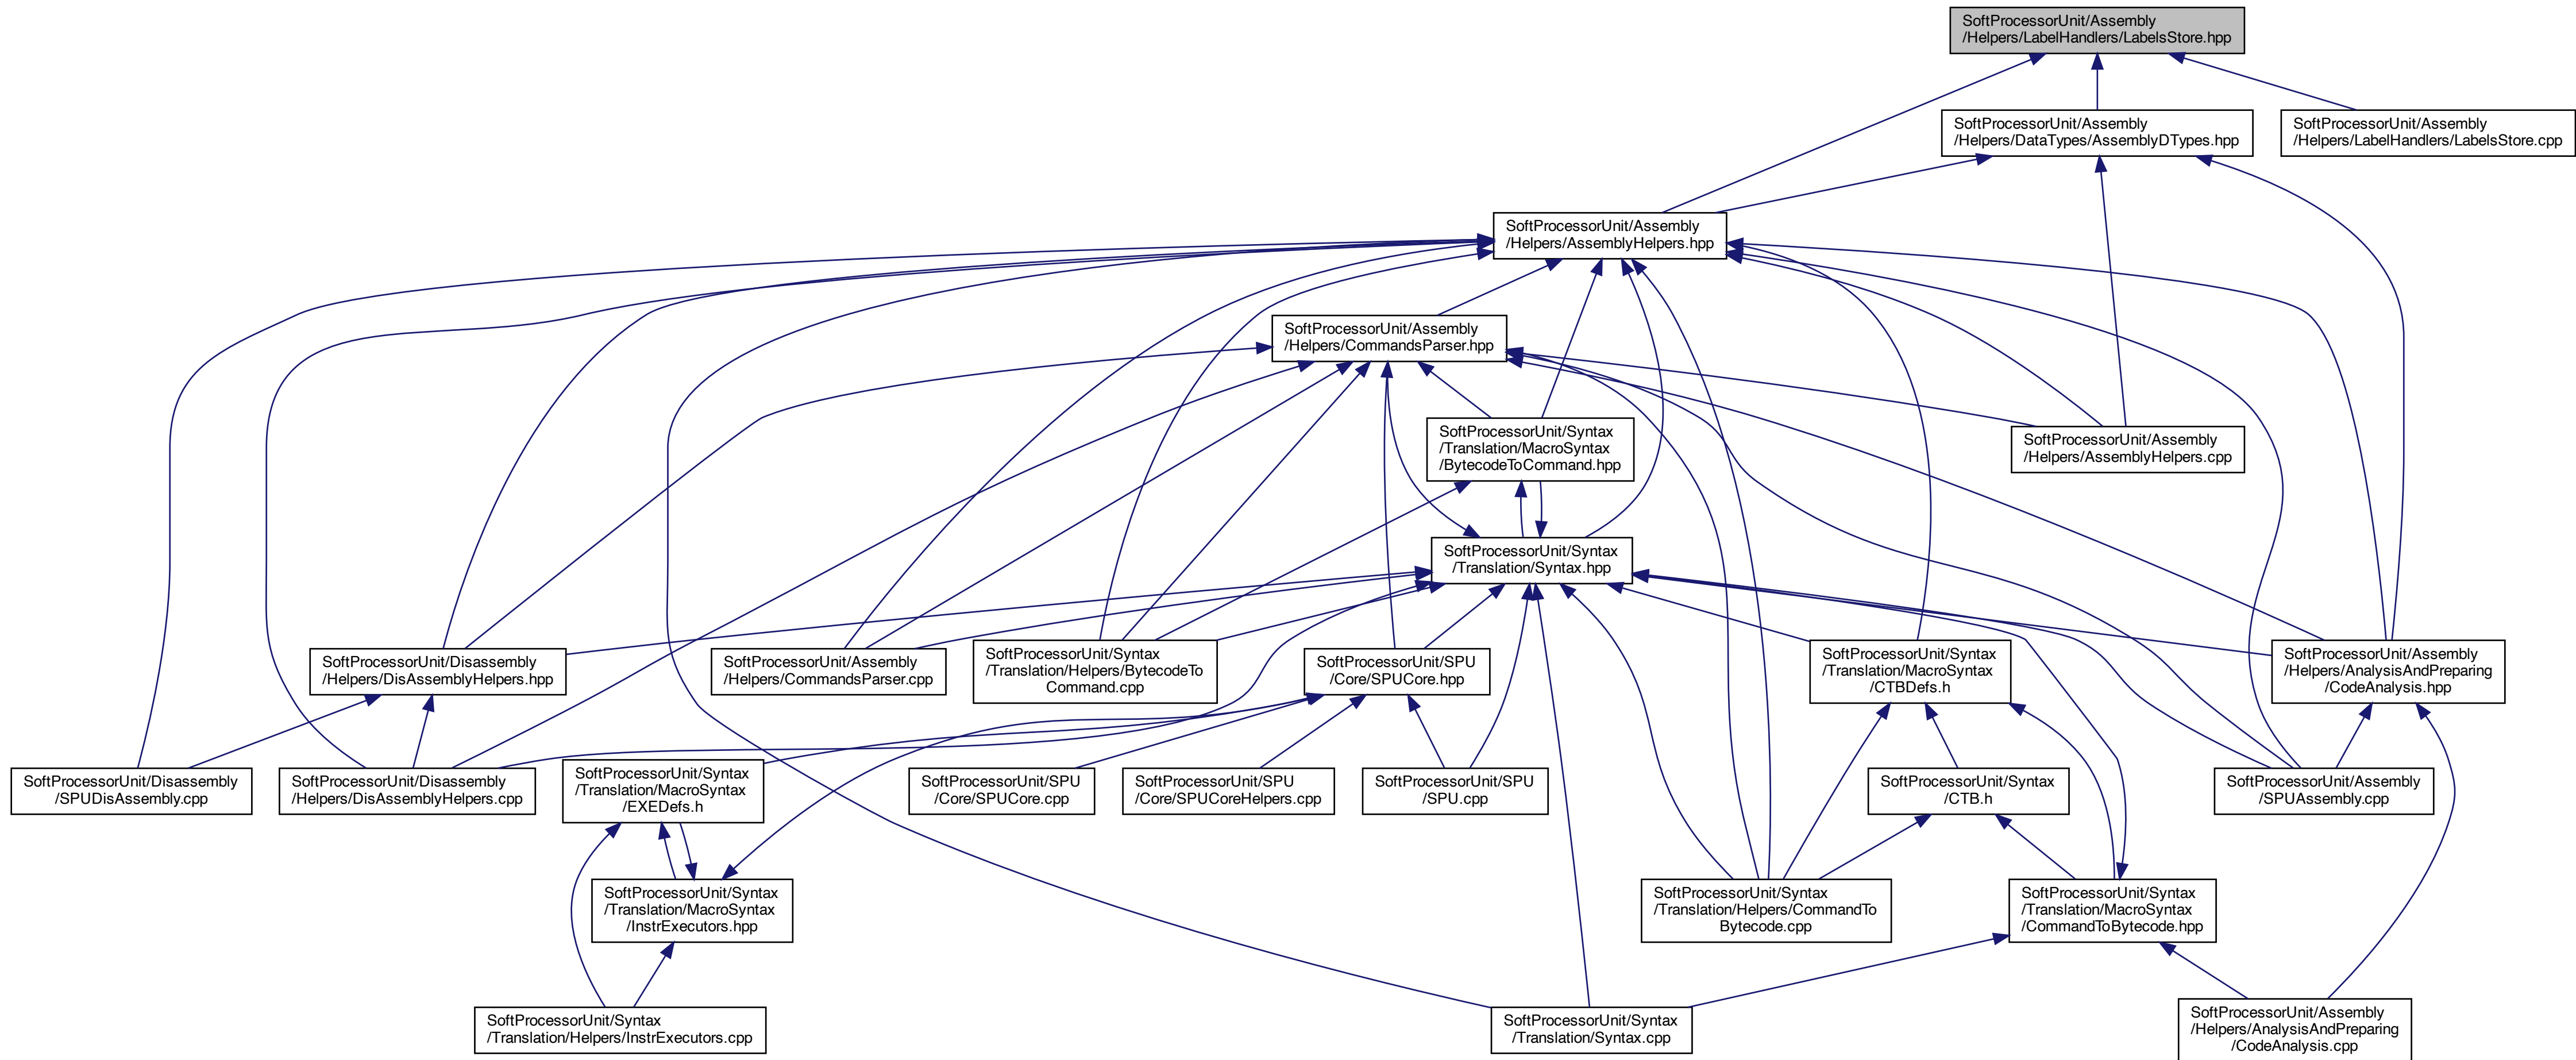 SoftProcessorUnit/Assembly
/Helpers/LabelHandlers/LabelsStore.hpp
SoftProcessorUnit/Assembly
/Helpers/DataTypes/AssemblyDTypes.hpp
SoftProcessorUnit/Assembly
/Helpers/LabelHandlers/LabelsStore.cpp
SoftProcessorUnit/Assembly
/Helpers/AssemblyHelpers.hpp
SoftProcessorUnit/Assembly
/Helpers/CommandsParser.hpp
SoftProcessorUnit/Syntax
/Translation/MacroSyntax
/BytecodeToCommand.hpp
SoftProcessorUnit/Assembly
/Helpers/AssemblyHelpers.cpp
SoftProcessorUnit/Syntax
/Translation/Syntax.hpp
SoftProcessorUnit/Disassembly
/Helpers/DisAssemblyHelpers.hpp
SoftProcessorUnit/Assembly
/Helpers/CommandsParser.cpp
SoftProcessorUnit/Syntax
/Translation/Helpers/BytecodeTo
Command.cpp
SoftProcessorUnit/SPU
/Core/SPUCore.hpp
SoftProcessorUnit/Syntax
/Translation/MacroSyntax
/CTBDefs.h
SoftProcessorUnit/Assembly
/Helpers/AnalysisAndPreparing
/CodeAnalysis.hpp
SoftProcessorUnit/Disassembly
/SPUDisAssembly.cpp
SoftProcessorUnit/Disassembly
/Helpers/DisAssemblyHelpers.cpp
SoftProcessorUnit/Syntax
/Translation/MacroSyntax
/EXEDefs.h
SoftProcessorUnit/SPU
/Core/SPUCore.cpp
SoftProcessorUnit/SPU
/Core/SPUCoreHelpers.cpp
SoftProcessorUnit/SPU
/SPU.cpp
SoftProcessorUnit/Syntax
/CTB.h
SoftProcessorUnit/Assembly
/SPUAssembly.cpp
SoftProcessorUnit/Syntax
/Translation/MacroSyntax
/InstrExecutors.hpp
SoftProcessorUnit/Syntax
/Translation/Helpers/CommandTo
Bytecode.cpp
SoftProcessorUnit/Syntax
/Translation/MacroSyntax
/CommandToBytecode.hpp
SoftProcessorUnit/Syntax
/Translation/Helpers/InstrExecutors.cpp
SoftProcessorUnit/Syntax
/Translation/Syntax.cpp
SoftProcessorUnit/Assembly
/Helpers/AnalysisAndPreparing
/CodeAnalysis.cpp